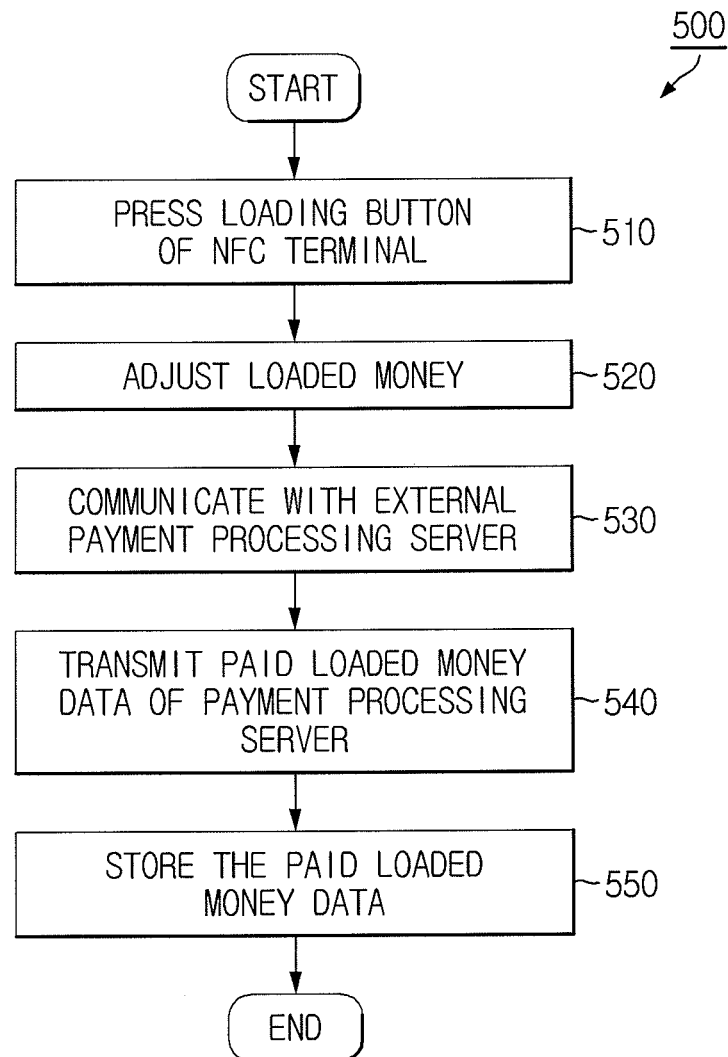 500
START
PRESS LOADING BUTTON
OF NFC TERMINAL
510
ADJUST LOADED MONEY
520
COMMUNICATE WITH EXTERNAL
PAYMENT PROCESSING SERVER
530
TRANSMIT PAID LOADED MONEY
DATA OF PAYMENT PROCESSING
SERVER
540
STORE THE PAID LOADED
MONEY DATA
550
END